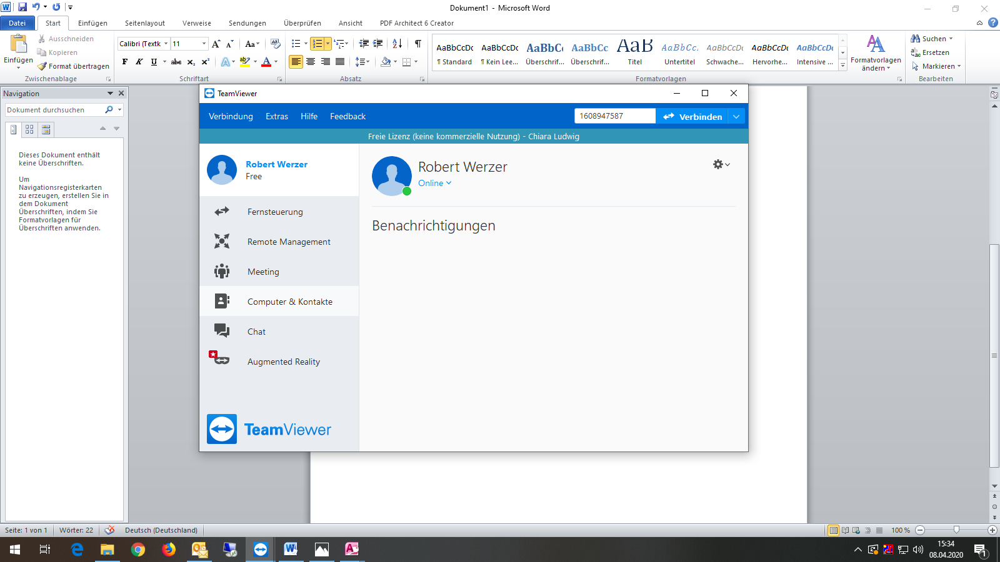 Dokument1 - Microsoft Word
Datei Start Einfügen Seitenlayout Verweise Sendungen Überprüfen Ansicht PDF Architect 6 Creator
Einfügen
Ausschneiden
Kopieren
Format übertragen
Zwischenablage
Calibri (Textk 11
F K U abc x₂ x²
Schriftart
Absatz
AaBbCcDc AaBbCcDc AaBbCc AaBbCc AaB AaBbCc. AaBbCcDc AaBbCcDc AaBbCcDc
¶ Standard ¶ Kein Lee... Überschrif... Überschrif... Titel Untertitel Schwache... Hervorhe... Intensive ...
Formatvorlagen
Formatvorlagen
ändern
Suchen
Ersetzen
Markieren
Bearbeiten
Navigation
Dokument durchsuchen
Dieses Dokument enthält
keine Überschriften.
Um
Navigationsregisterkarten
zu erzeugen, erstellen Sie in
dem Dokument
Überschriften, indem Sie
Formatvorlagen für
Überschriften anwenden.
TeamViewer
Verbindung Extras Hilfe Feedback
1608947587 Verbinden
Freie Lizenz (keine kommerzielle Nutzung) - Chiara Ludwig
Robert Werzer
Free
Fernsteuerung
Remote Management
Meeting
Computer & Kontakte
Chat
Augmented Reality
TeamViewer
Robert Werzer
Online
Benachrichtigungen
Seite: 1 von 1 Wörter: 22 Deutsch (Deutschland) 100 %
15:34
08.04.2020
1